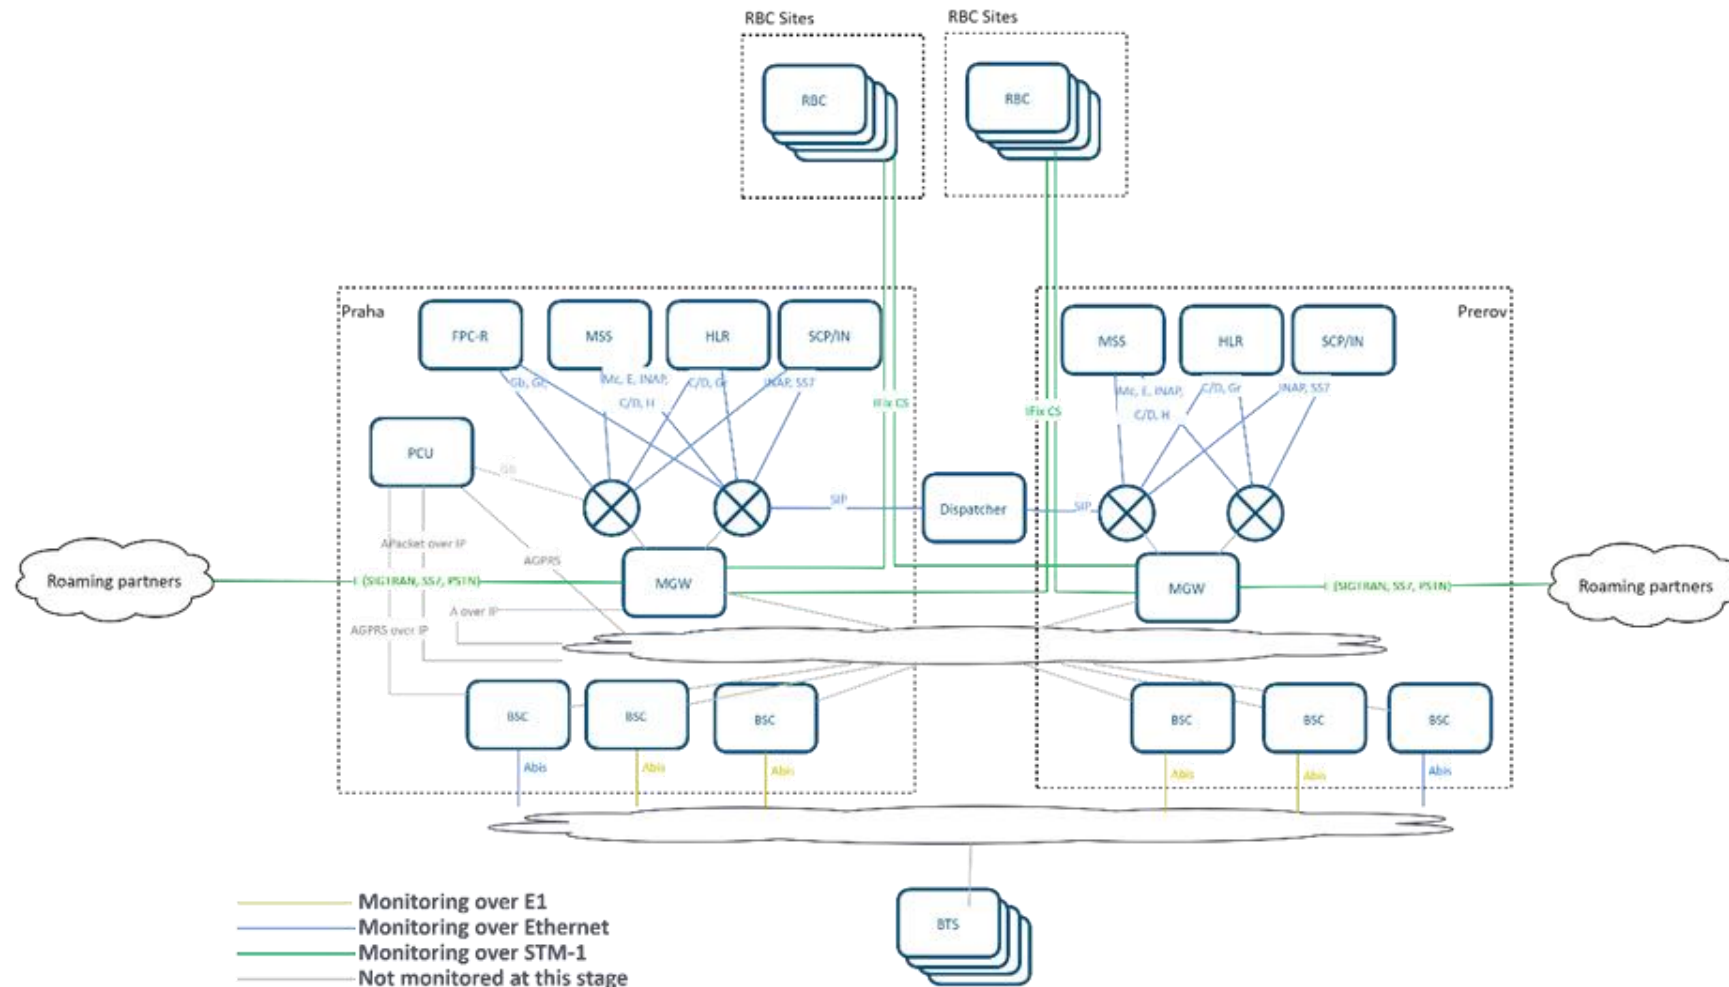 RBC Sites
RBC Sites
RBC
RBC
Praha
Prerov
FPC-R
MSS
HLR
SCP/IN
MSS
HLR
SCP/IN
Gb, Gr,
Mc, E, INAP,
C/D, H
C/D, Gr
INAP, SS7
IFix CS
IFix CS
Mc, E, INAP,
C/D, H
C/D, Gr
INAP, SS7
PCU
Gb
SIP
Dispatcher
SIP
APacket over IP
AGPRS
Roaming partners
(SIGTRAN, SS7, PSTN)
MGW
MGW
(SIGTRAN, SS7, PSTN)
Roaming partners
A over IP
AGPRS over IP
BSC
BSC
BSC
BSC
BSC
BSC
Abis
Abis
Abis
Abis
Abis
Abis
BTS
Monitoring over E1
Monitoring over Ethernet
Monitoring over STM-1
Not monitored at this stage